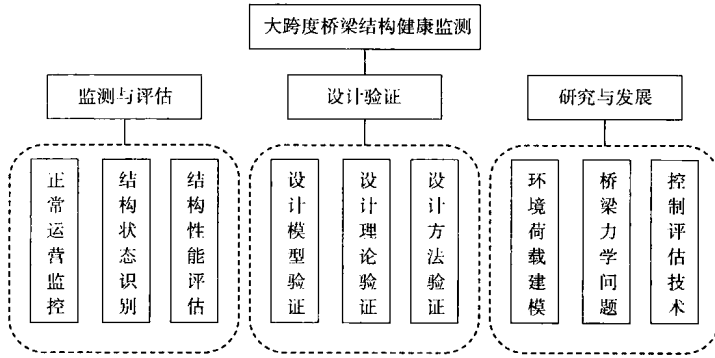 大跨度桥梁结构健康监测
监测与评估
设计验证
研究与发展
正常运营监控
结构状态识别
结构性能评估
设计模型验证
设计理论验证
设计方法验证
环境荷载建模
桥梁力学问题
控制评估技术